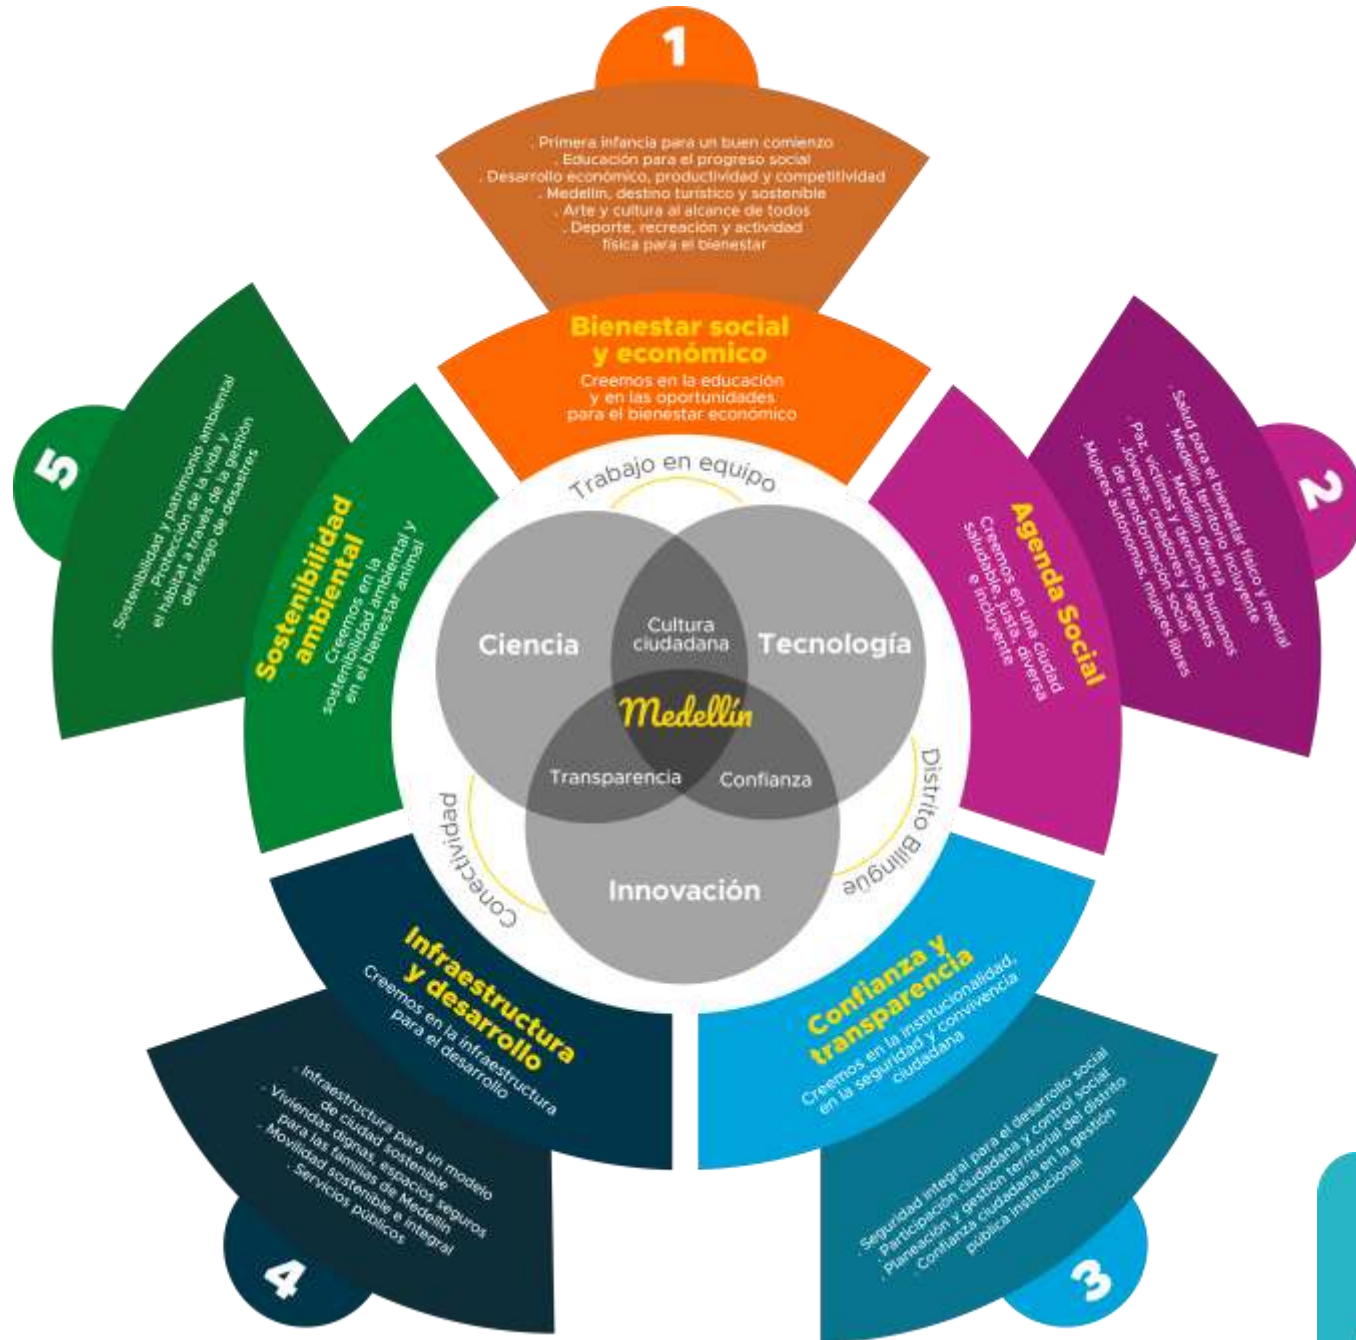 1
. Primera infancia para un buen comienzo
. Educación para el progreso social
. Desarrollo económico, productividad y competitividad
. Medellín, destino turístico y sostenible
. Arte y cultura al alcance de todos
. Deporte, recreación y actividad
física para el bienestar
Bienestar social
y económico
Creemos en la educación
y en las oportunidades
para el bienestar económico
2
. Salud para el bienestar físico y mental
. Medellín territorio incluyente
. Medellín diversa
. Paz, víctimas y derechos humanos
. Jóvenes, creadores y agentes
de transformación social
. Mujeres autónomas, mujeres libres
Agenda Social
Creemos en una ciudad
saludable, justa, diversa
e incluyente
3
. Seguridad integral para el desarrollo social
. Participación ciudadana y control social
. Planeación y gestión territorial del distrito
. Confianza ciudadana en la gestión
pública institucional
Confianza y
transparencia
Creemos en la institucionalidad,
en la seguridad y convivencia
ciudadana
4
. Infraestructura para un modelo
de ciudad sostenible
. Viviendas dignas, espacios seguros
para las familias de Medellín
. Movilidad sostenible e integral
. Servicios públicos
Infraestructura
y desarrollo
Creemos en la infraestructura
para el desarrollo
5
. Sostenibilidad y patrimonio ambiental
. Protección de la vida y
el hábitat a través de la gestión
del riesgo de desastres
Sostenibilidad
ambiental
Creemos en la
sostenibilidad ambiental y
en el bienestar animal
Trabajo en equipo
Distrito Bilingüe
Conectividad
Ciencia
Cultura
ciudadana
Tecnología
Medellín
Transparencia
Confianza
Innovación